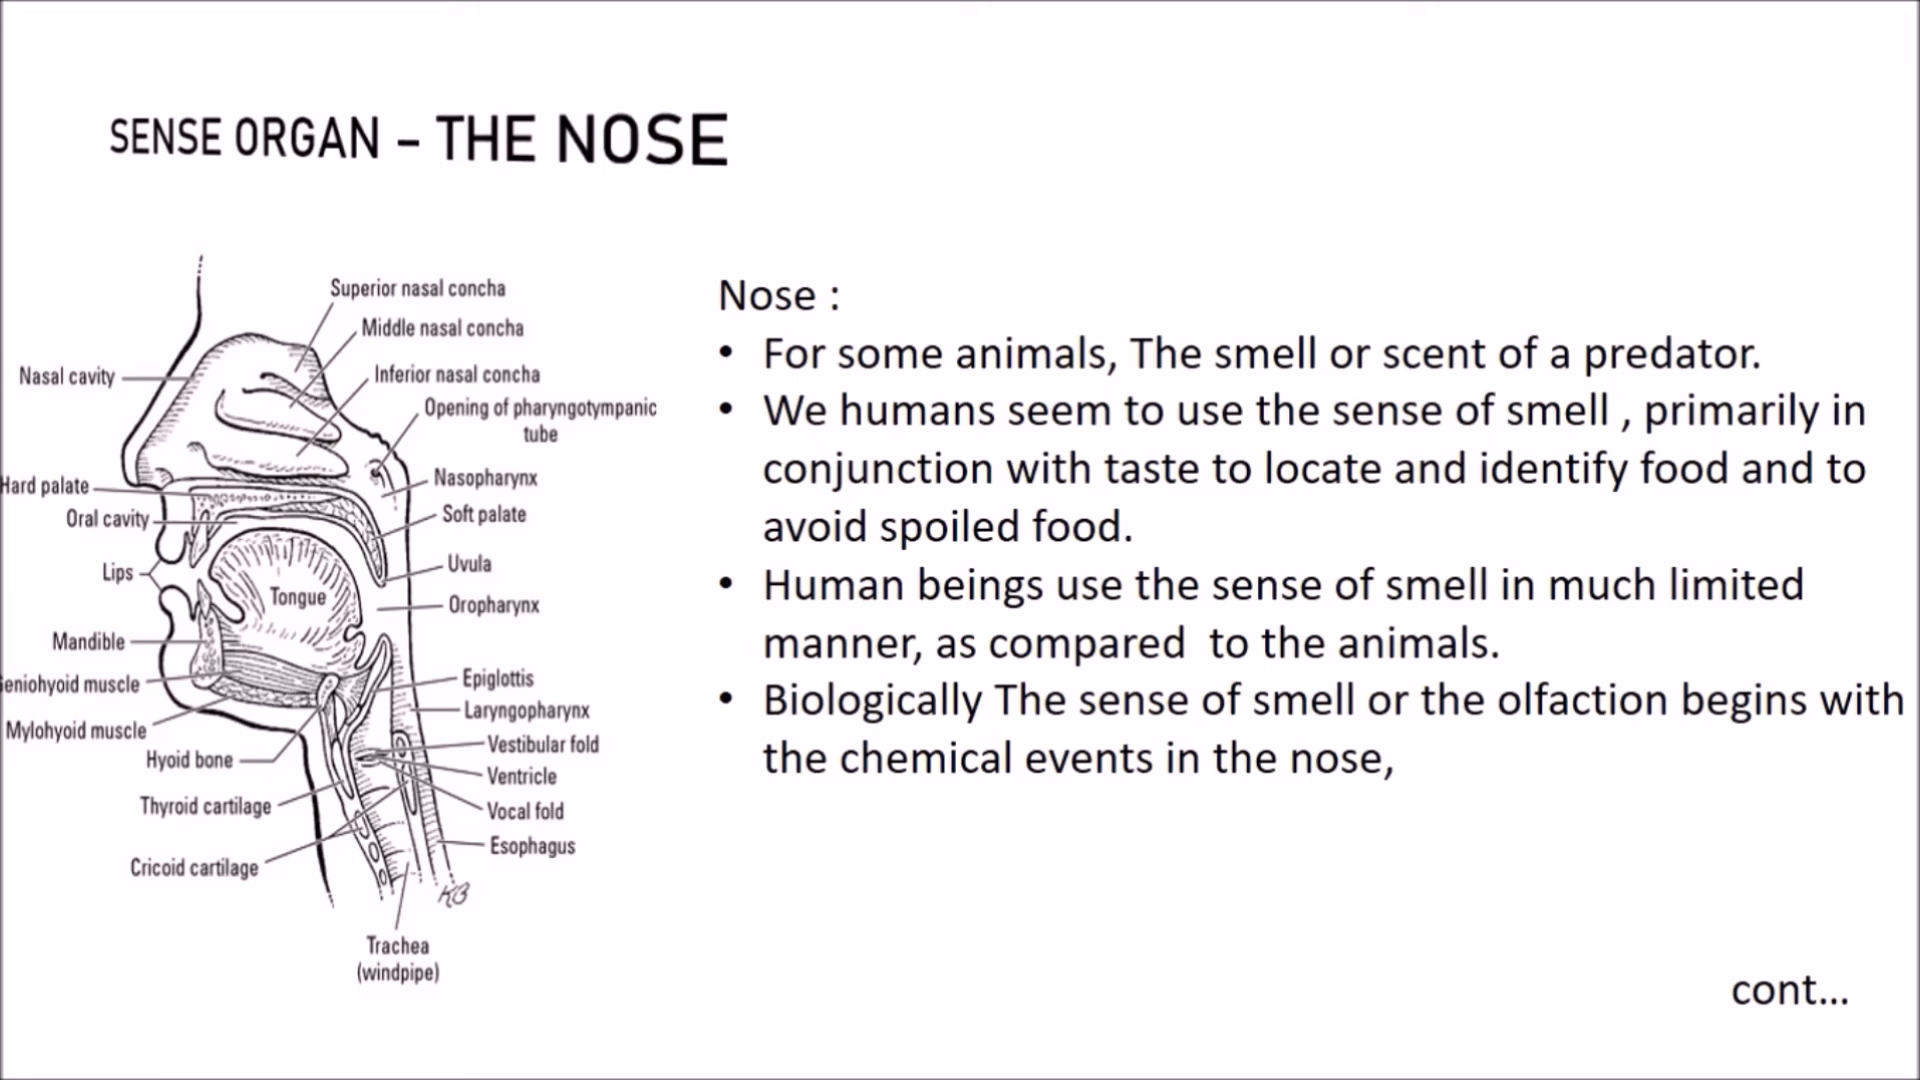 SENSE ORGAN – THE NOSE
Superior nasal concha
Middle nasal concha
Nasal cavity
Inferior nasal concha
Opening of pharyngotympanic
tube
Nasopharynx
Hard palate
Soft palate
Oral cavity
Uvula
Lips
Tongue
Oropharynx
Mandible
Epiglottis
eniohyoid muscle
Laryngopharynx
Mylohyoid muscle
Vestibular fold
Hyoid bone
Ventricle
Thyroid cartilage
Vocal fold
Esophagus
Cricoid cartilage
KB
Trachea
(windpipe)
Nose :
• For some animals, The smell or scent of a predator.
• We humans seem to use the sense of smell , primarily in
conjunction with taste to locate and identify food and to
avoid spoiled food.
• Human beings use the sense of smell in much limited
manner, as compared  to the animals.
• Biologically The sense of smell or the olfaction begins with
the chemical events in the nose,
cont...